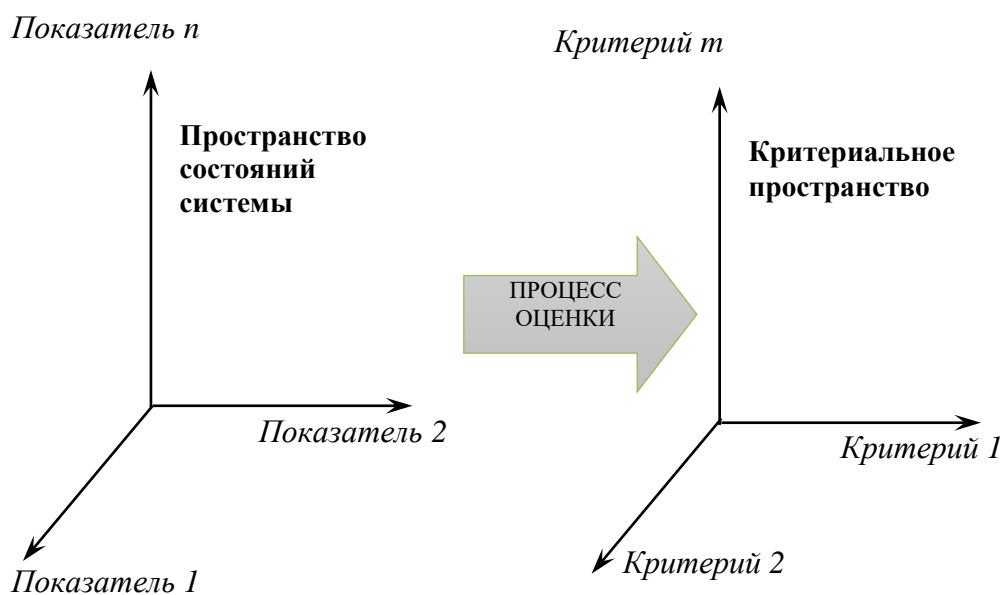 Показатель n
Пространство
состояний
системы
Показатель 2
Показатель 1
ПРОЦЕСС
ОЦЕНКИ
Критерий m
Критериальное
пространство
Критерий 1
Критерий 2